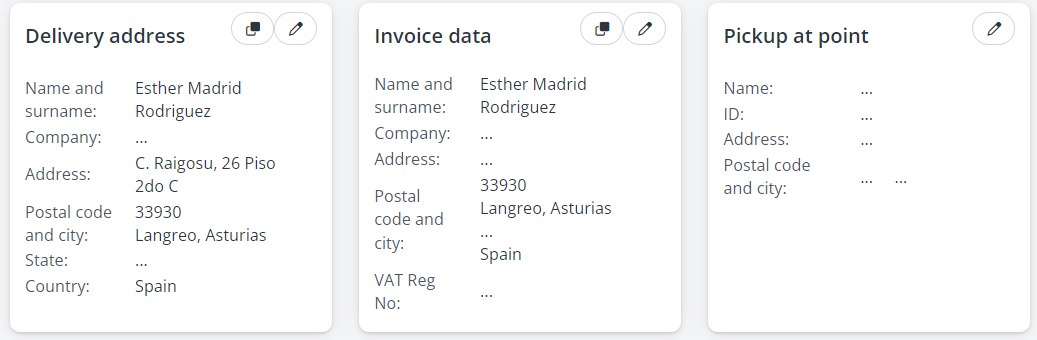 Delivery address
Name and surname: Esther Madrid Rodriguez
Company: ...
Address: C. Raigosu, 26 Piso 2do C
Postal code and city: 33930 Langreo, Asturias
State: ...
Country: Spain
Invoice data
Name and surname: Esther Madrid Rodriguez
Company: ...
Address: ...
Postal code and city: 33930 Langreo, Asturias ... Spain
VAT Reg No: ...
Pickup at point
Name: ...
ID: ...
Address: ...
Postal code and city: ... ...